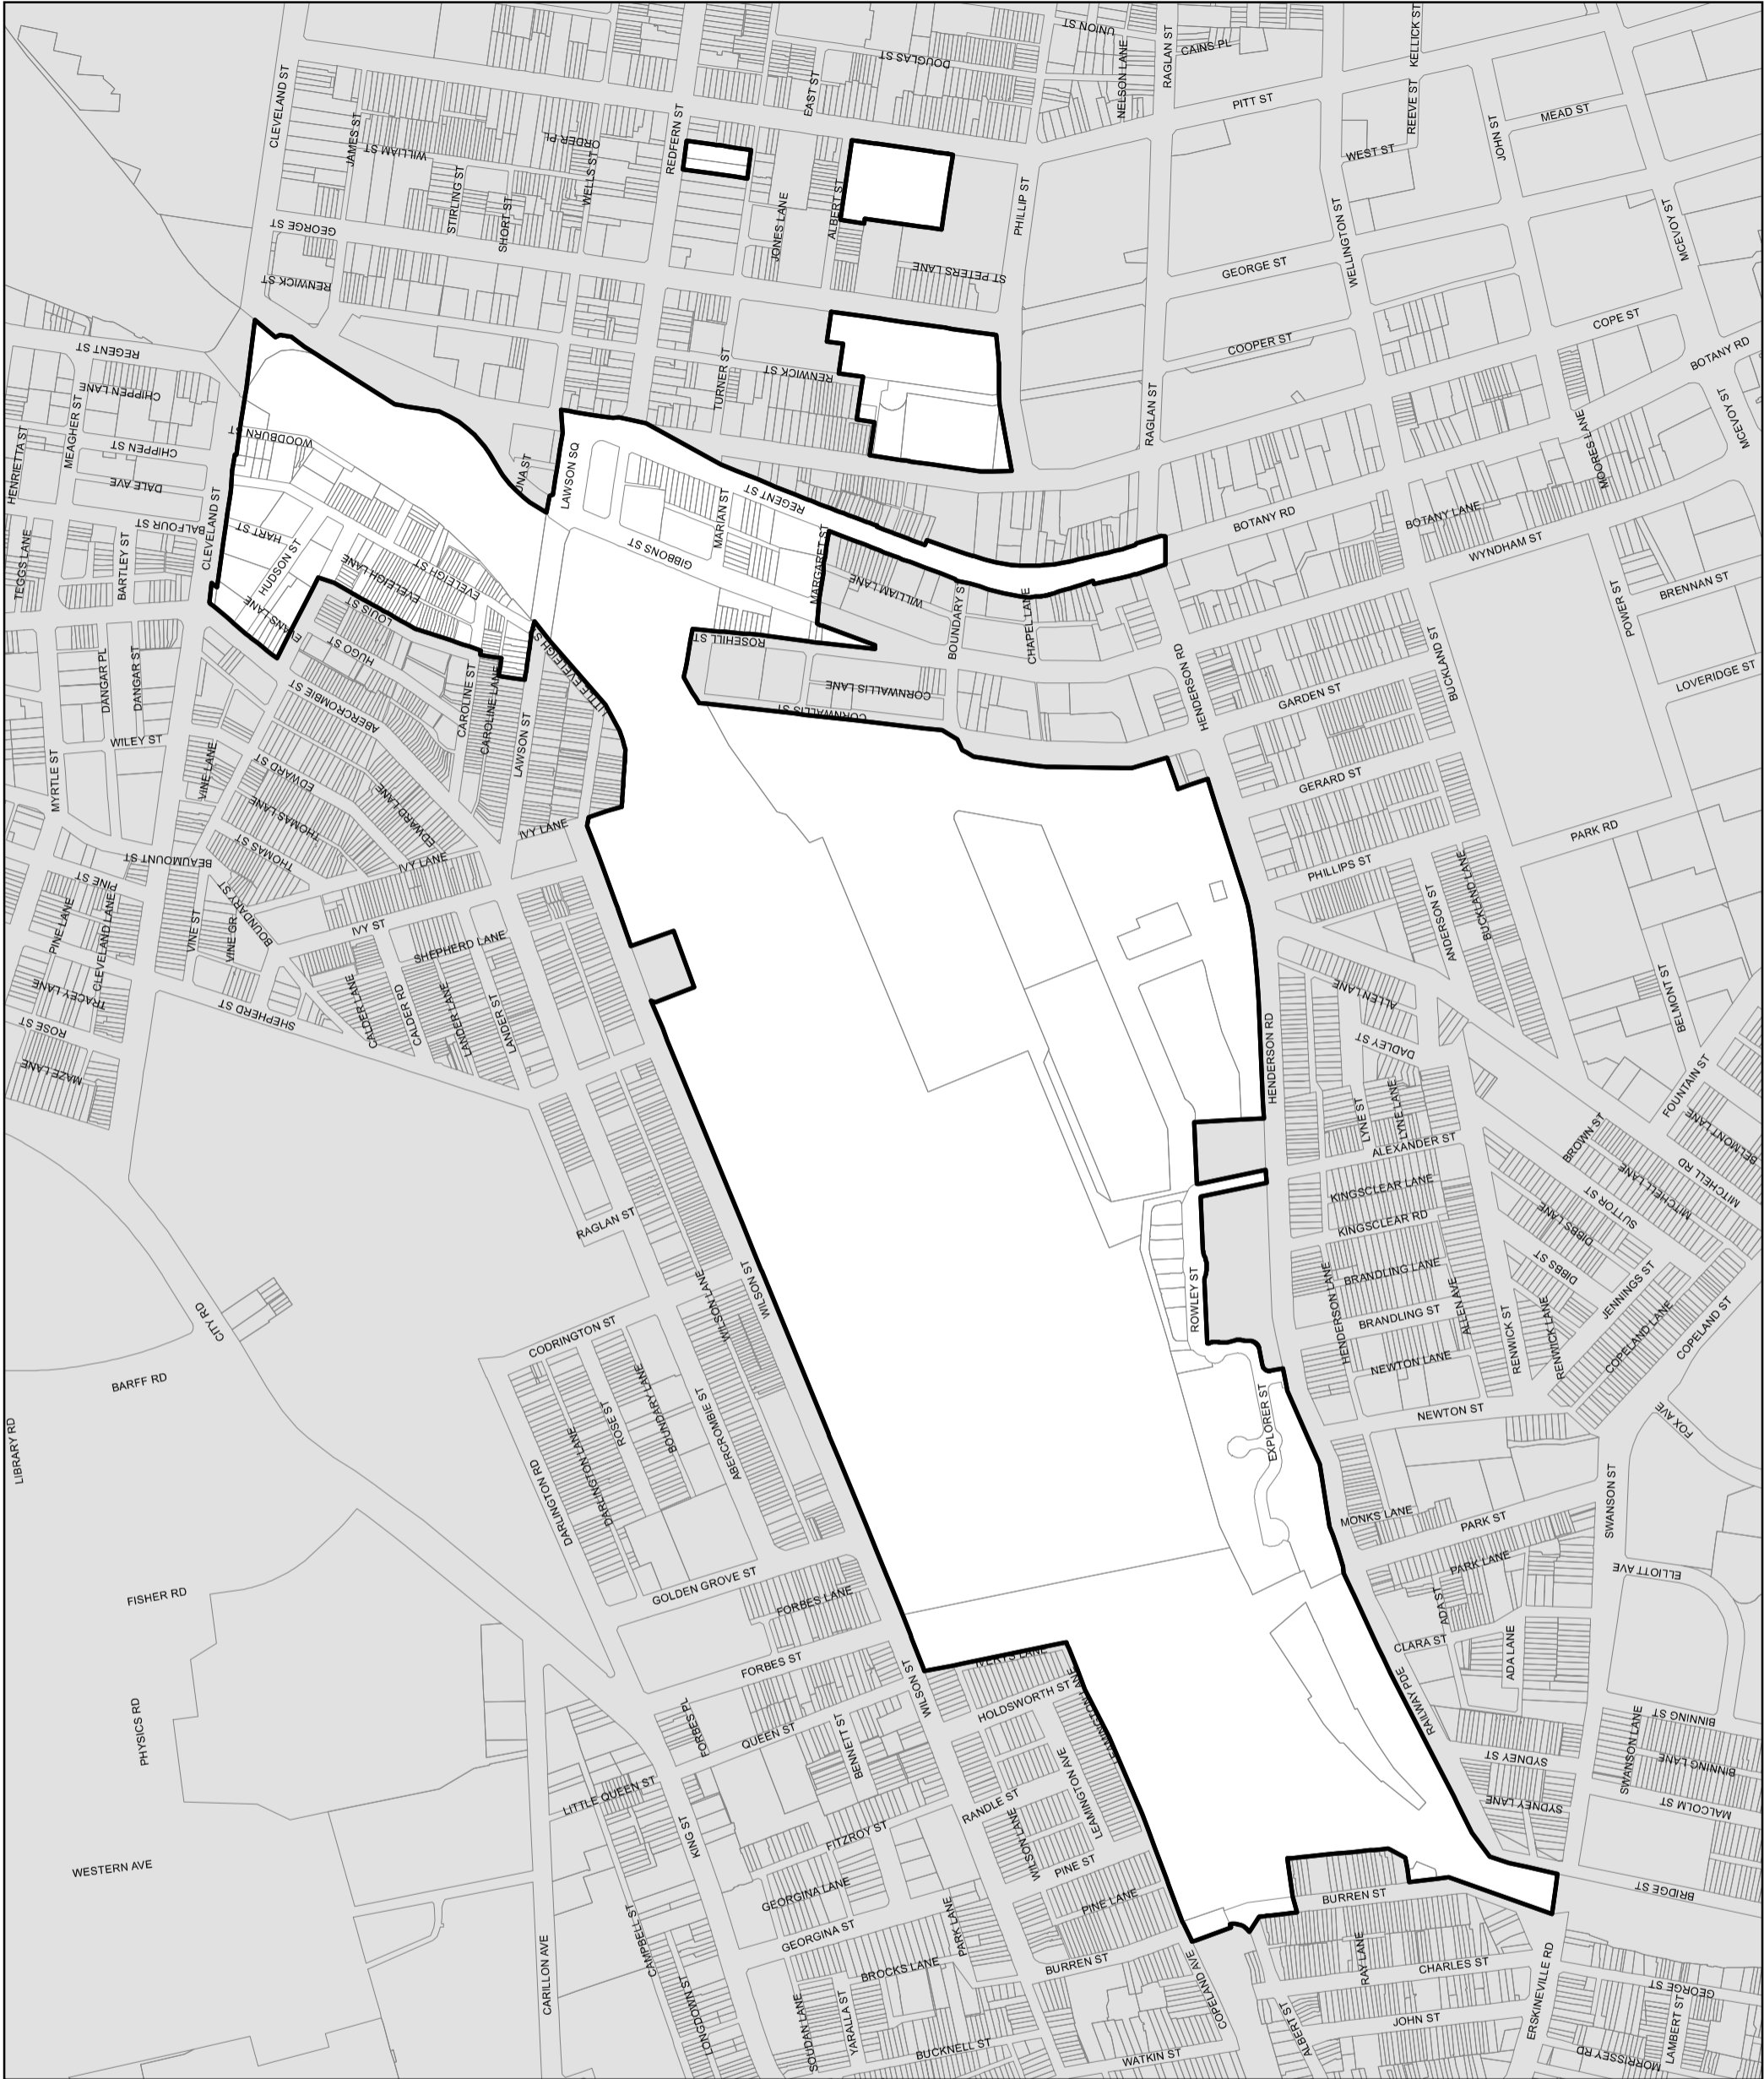 UNION ST
RAGLAN ST
KELLICK ST
CAINS PL
DOUGLAS ST
NELSON LANE
CLEVELAND ST
EAST ST
PITT ST
REEVE ST
MEAD ST
JAMES ST
WILLIAM ST
ORDER PL
REDFERN ST
WEST ST
JOHN ST
WELLS ST
STIRLING ST
SHORT ST
ALBERT ST
JONES LANE
PHILLIP ST
WELLINGTON ST
MCEVOY ST
GEORGE ST
GEORGE ST
ST PETERS LANE
RENWICK ST
COPE ST
REGENT ST
COOPER ST
BOTANY RD
TURNER ST
RENWICK ST
CHIPPEN LANE
MEAGHER ST
RAGLAN ST
MCEVOY ST
HENRIETTA ST
CHIPPEN ST
WOODBURN ST
MOORES LANE
DALE AVE
LAWSON SQ
UNA ST
REGENT ST
MARIAN ST
CLEVELAND ST
BALFOUR ST
HART ST
BOTANY RD
BOTANY LANE
TEGGS LANE
BARTLEY ST
HUDSON ST
EVELEIGH LANE
EVELEIGH ST
GIBBONS ST
MARGARET ST
WYNDHAM ST
WILLIAM LANE
BRENNAN ST
EVANS LANE
LOUIS ST
BOUNDARY ST
CHAPEL LANE
POWER ST
HUGO ST
LITTLE EVELEIGH ST
ROSEHILL ST
BUCKLAND ST
DANGAR PL
DANGAR ST
CAROLINE ST
CAROLINE LANE
CORNWALLIS LANE
HENDERSON RD
GARDEN ST
LOVERIDGE ST
ABERCROMBIE ST
CORNWALLIS ST
LAWSON ST
WILEY ST
MYRTLE ST
VINE LANE
EDWARD ST
EDWARD LANE
GERARD ST
THOMAS LANE
IVY LANE
PARK RD
BEAUMOUNT ST
THOMAS ST
IVY LANE
PHILLIPS ST
PINE ST
BUCKLAND LANE
ANDERSON ST
PINE LANE
CLEVELAND LANE
VINE ST
VINE GR
BOUNDARY ST
IVY ST
SHEPHERD LANE
TRACEY LANE
CALDER LANE
CALDER RD
LANDER LANE
LANDER ST
SHEPHERD ST
ALLEN LANE
BELMONT ST
ROSE ST
DADLEY ST
HENDERSON RD
MAZE LANE
FOUNTAIN ST
LYNE ST
LYNE LANE
BELMONT LANE
BROWN ST
ALEXANDER ST
MITCHELL RD
MITCHELL LANE
KINGSCLEAR LANE
SUTTOR ST
KINGSCLEAR RD
DIBBS LANE
RAGLAN ST
BRANDLING LANE
DIBBS ST
WILSON LANE
WILSON ST
ROWLEY ST
HENDERSON LANE
ALLEN AVE
JENNINGS ST
CITY RD
BRANDLING ST
RENWICK ST
RENWICK LANE
COPELAND LANE
COPELAND ST
CODRINGTON ST
NEWTON LANE
BARFF RD
BOUNDARY LANE
ROSE ST
DARLINGTON LANE
ABERCROMBIE ST
EXPLORER ST
NEWTON ST
FOX AVE
LIBRARY RD
DARLINGTON RD
SWANSON ST
MONKS LANE
PARK ST
PARK LANE
GOLDEN GROVE ST
FORBES LANE
FISHER RD
ELLIOTT AVE
ADA ST
CLARA ST
ADA LANE
FORBES ST
IVERYS LANE
WILSON ST
HOLDSWORTH ST
LEAMINGTON LANE
RAILWAY PDE
PHYSICS RD
FORBES PL
QUEEN ST
BENNETT ST
BINNING ST
SWANSON LANE
BINNING LANE
SYDNEY ST
LEAMINGTON AVE
LITTLE QUEEN ST
RANDLE ST
SYDNEY LANE
MALCOLM ST
KING ST
FITZROY ST
WILSON LANE
PINE ST
WESTERN AVE
GEORGINA LANE
PINE LANE
BURREN ST
BRIDGE ST
CAMPBELL ST
GEORGINA ST
PARK LANE
BROCKS LANE
BURREN ST
RAY LANE
CHARLES ST
CARILLON AVE
COPELAND AVE
ERSKINEVILLE RD
GEORGE ST
LONGDOWN ST
SOUDAN LANE
YARALLA ST
ALBERT ST
JOHN ST
LAMBERT ST
BUCKNELL ST
WATKIN ST
MORRISSEY RD